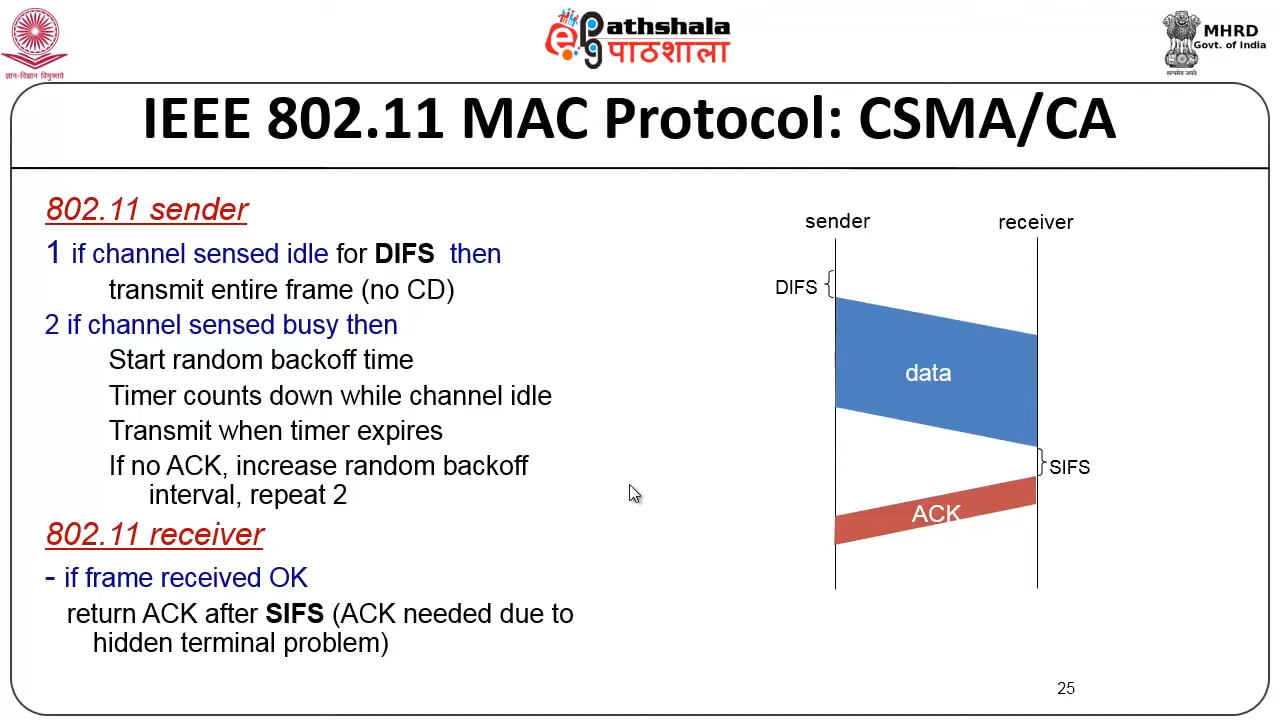 ज्ञान-विज्ञान विमुक्तये
ePathshala
पाठशाला
सत्यमेव जयते
MHRD
Govt. of India
IEEE 802.11 MAC Protocol: CSMA/CA
802.11 sender
1 if channel sensed idle for DIFS then
transmit entire frame (no CD)
2 if channel sensed busy then
Start random backoff time
Timer counts down while channel idle
Transmit when timer expires
If no ACK, increase random backoff
interval, repeat 2
802.11 receiver
- if frame received OK
return ACK after SIFS (ACK needed due to
hidden terminal problem)
sender
receiver
DIFS
data
SIFS
ACK
25